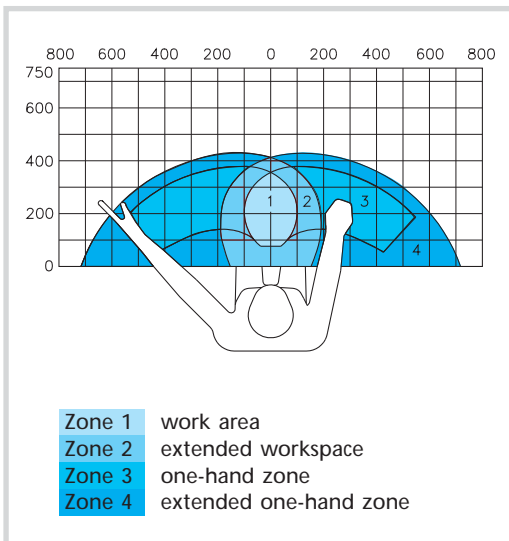 800 600 400 200 0 200 400 600 800
750
600
400
200
0
1 2 3
4
Zone 1 work area
Zone 2 extended workspace
Zone 3 one-hand zone
Zone 4 extended one-hand zone